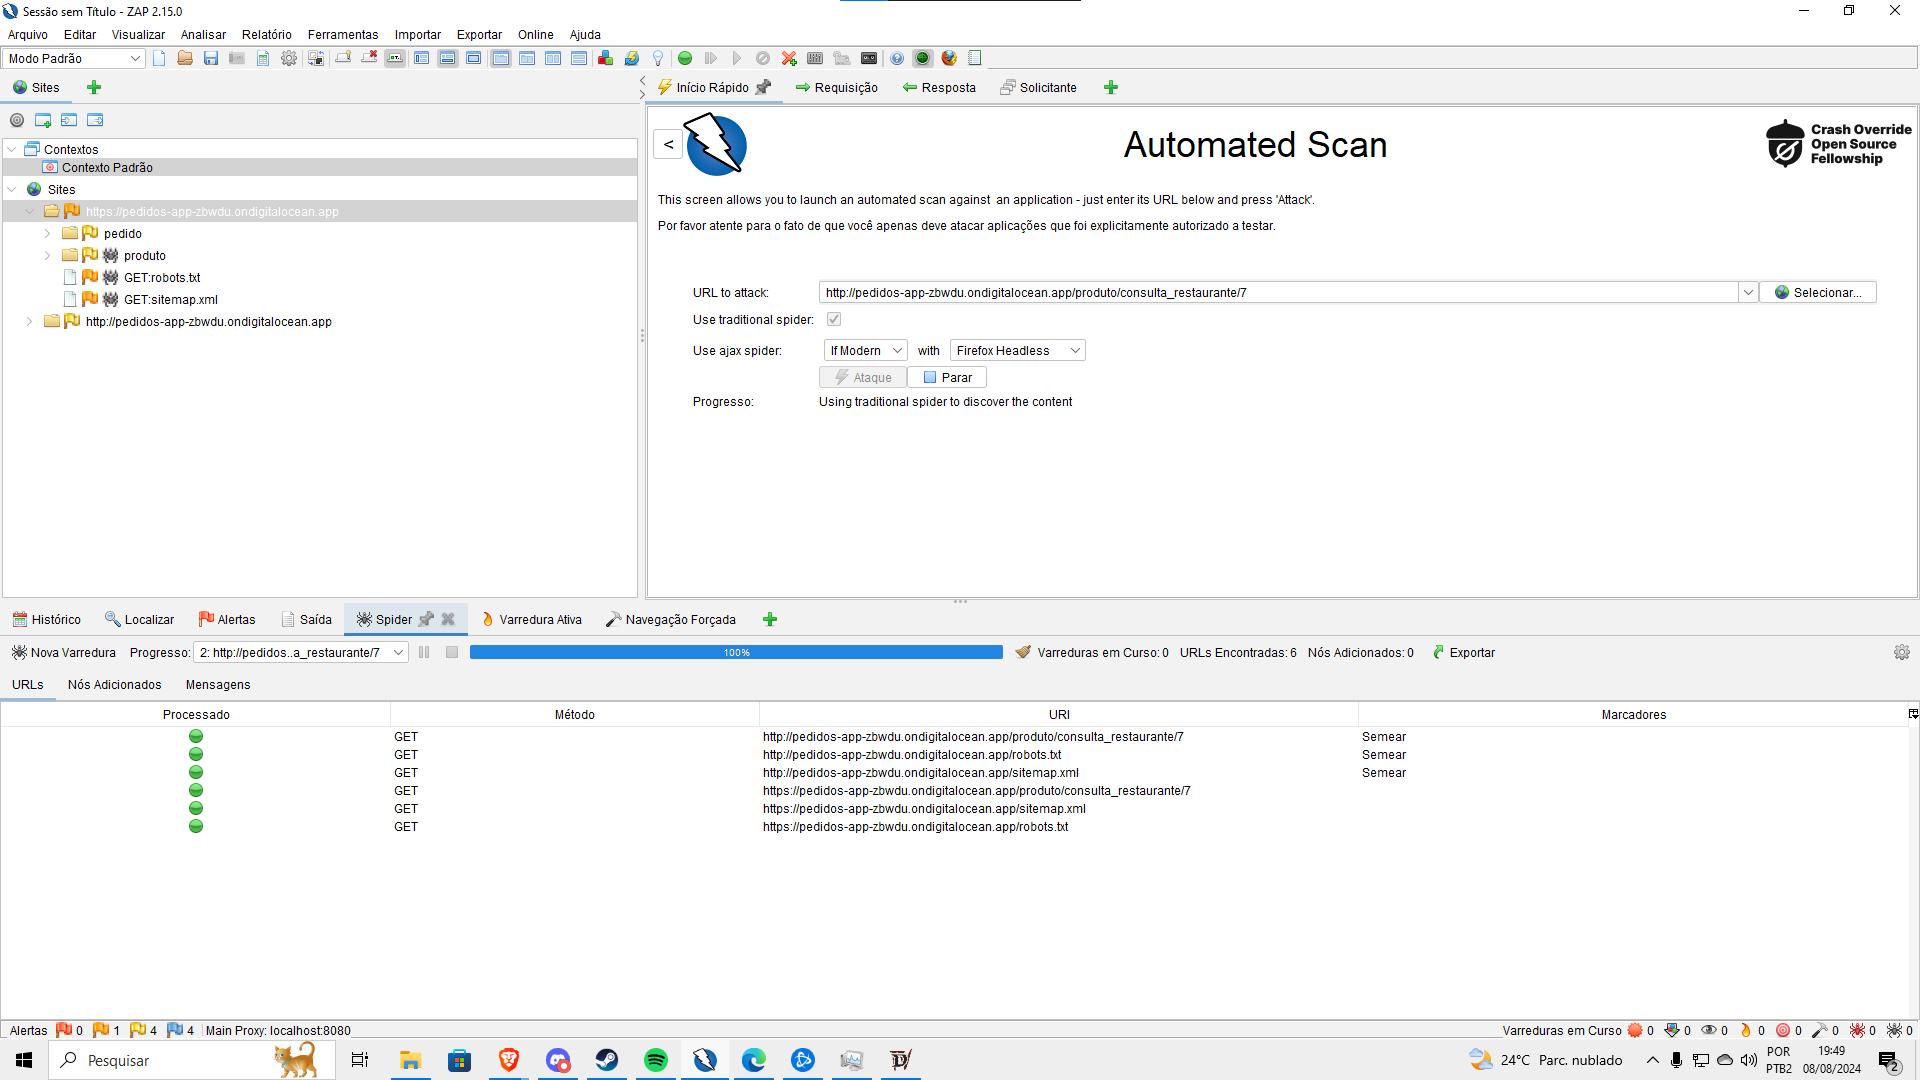 Sessão sem Título - ZAP 2.15.0
Arquivo Editar Visualizar Analisar Relatório Ferramentas Importar Exportar Online Ajuda
Modo Padrão
Sites
Início Rápido Requisição Resposta Solicitante
Contextos
Contexto Padrão
Sites
https://pedidos-app-zbwdu.ondigitalocean.app
pedido
produto
GET:robots.txt
GET:sitemap.xml
http://pedidos-app-zbwdu.ondigitalocean.app
<
Automated Scan
Crash Override
Open Source
Fellowship
This screen allows you to launch an automated scan against an application - just enter its URL below and press 'Attack'.
Por favor atente para o fato de que você apenas deve atacar aplicações que foi explicitamente autorizado a testar.
URL to attack: http://pedidos-app-zbwdu.ondigitalocean.app/produto/consulta_restaurante/7 Selecionar...
Use traditional spider:
Use ajax spider: If Modern with Firefox Headless
Ataque Parar
Progresso: Using traditional spider to discover the content
Histórico Localizar Alertas Saída Spider Varredura Ativa Navegação Forçada
Nova Varredura Progresso: 2: http://pedidos..a_restaurante/7 100% Varreduras em Curso: 0 URLs Encontradas: 6 Nós Adicionados: 0 Exportar
URLs Nós Adicionados Mensagens
Processado Método URI Marcadores
GET http://pedidos-app-zbwdu.ondigitalocean.app/produto/consulta_restaurante/7 Semear
GET http://pedidos-app-zbwdu.ondigitalocean.app/robots.txt Semear
GET http://pedidos-app-zbwdu.ondigitalocean.app/sitemap.xml Semear
GET https://pedidos-app-zbwdu.ondigitalocean.app/produto/consulta_restaurante/7
GET https://pedidos-app-zbwdu.ondigitalocean.app/sitemap.xml
GET https://pedidos-app-zbwdu.ondigitalocean.app/robots.txt
Alertas 0 1 4 4 Main Proxy: localhost:8080 Varreduras em Curso 0 0 0 0 0 0 0 0
Pesquisar 24°C Parc. nublado POR 19:49
PTB2 08/08/2024 2